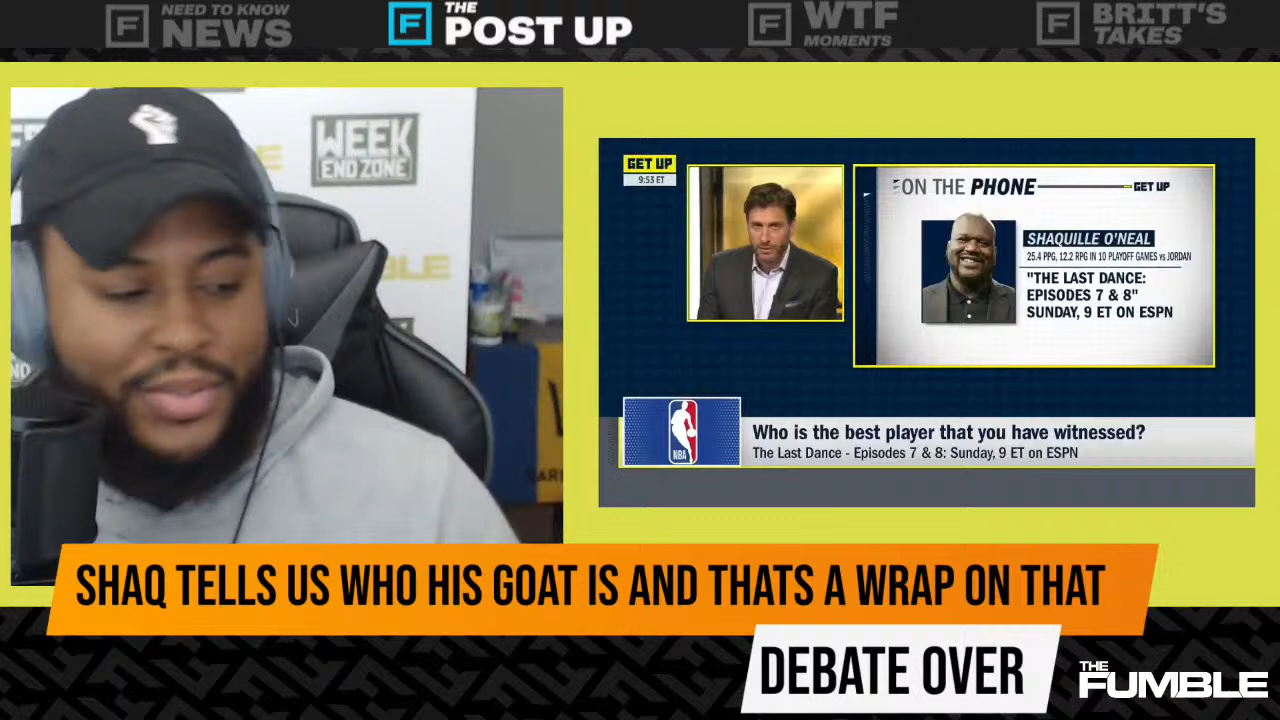 NEED TO KNOW
NEWS
THE
POST UP
WTF
MOMENTS
BRITT'S
TAKES
WEEK
END ZONE
GET UP
9:53 ET
ON THE PHONE
GET UP
SHAQUILLE O'NEAL
25.4 PPG, 12.2 RPG IN 10 PLAYOFF GAMES vs JORDAN
"THE LAST DANCE:
EPISODES 7 & 8"
SUNDAY, 9 ET ON ESPN
NBA
Who is the best player that you have witnessed?
The Last Dance - Episodes 7 & 8: Sunday, 9 ET on ESPN
SHAQ TELLS US WHO HIS GOAT IS AND THATS A WRAP ON THAT
DEBATE OVER
THE
FUMBLE